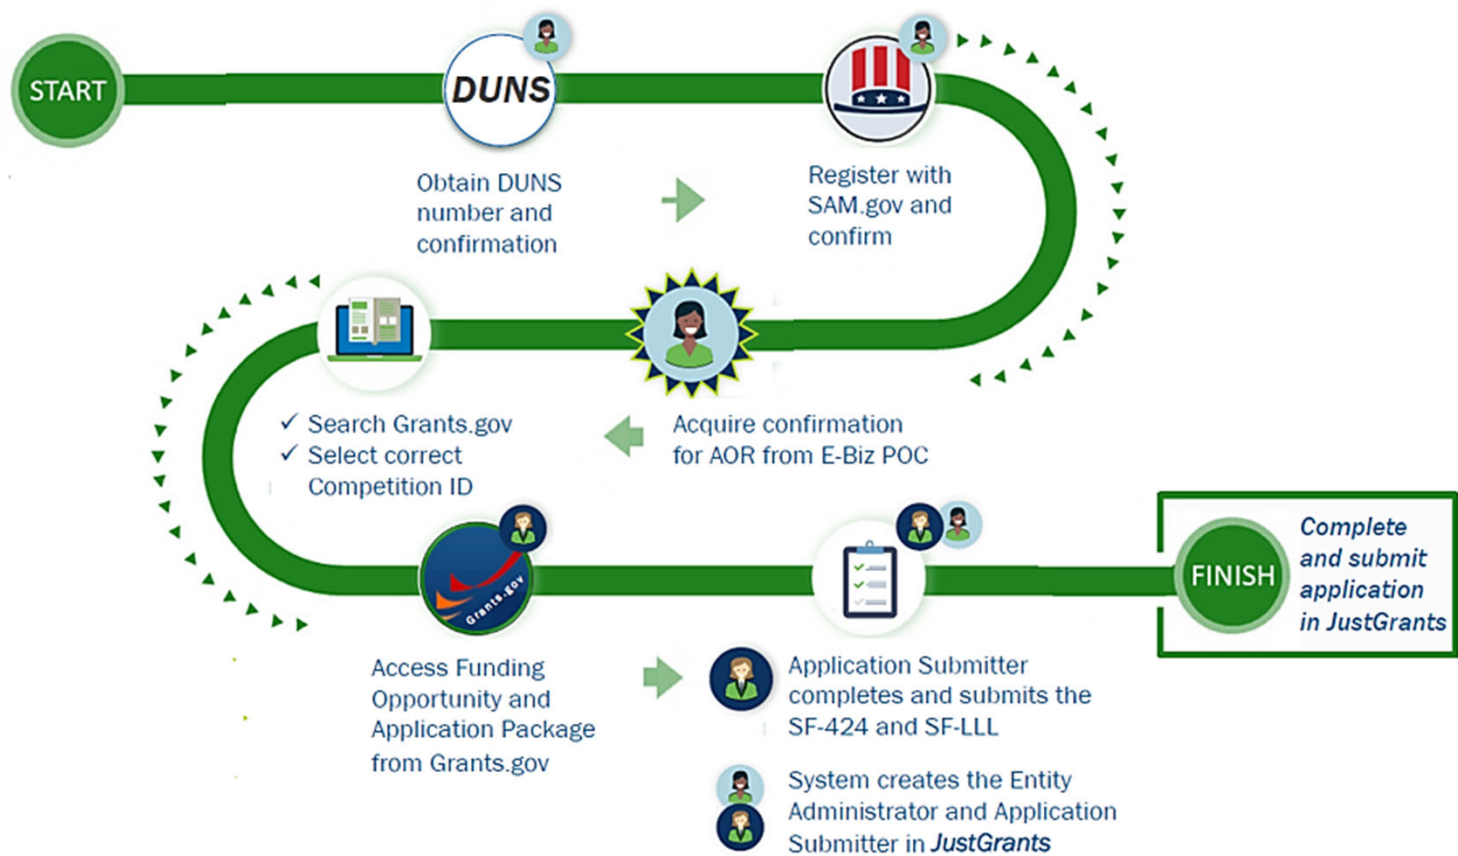 START
DUNS
Obtain DUNS
number and
confirmation
Register with
SAM.gov and
confirm
Acquire confirmation
for AOR from E-Biz POC
✓ Search Grants.gov
✓ Select correct
Competition ID
Grants.gov
Access Funding
Opportunity and
Application Package
from Grants.gov
Application Submitter
completes and submits the
SF-424 and SF-LLL
System creates the Entity
Administrator and Application
Submitter in JustGrants
FINISH
Complete
and submit
application
in JustGrants